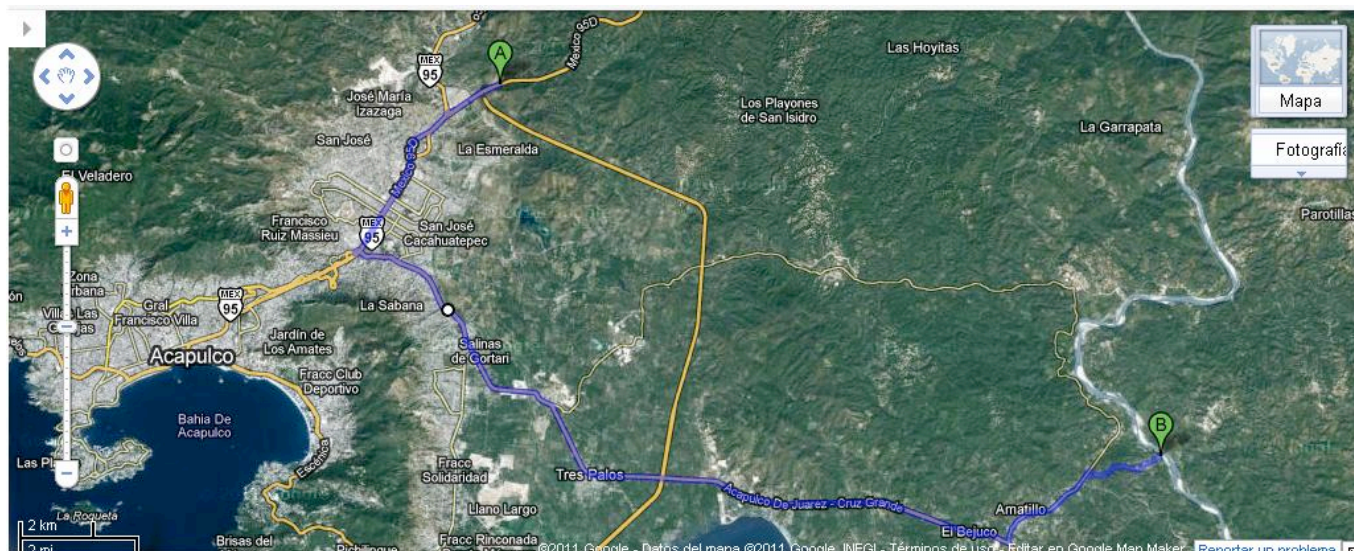 Mexico 95D
Las Hoyitas
MEX
95
A
José María
Izazaga
Los Playones
de San Isidro
Mapa
San José
La Esmeralda
La Garrapata
Fotografía
El Veladero
Mexico 95D
Parotillas
Francisco
Ruiz Massieu
MEX
95
San José
Cacahuatepec
Zona
Urbana
Gral
Francisco Villa
MEX
95
La Sabana
Jardín de
Los Amates
Salinas
de Gortari
Acapulco
Fracc Club
Deportivo
Bahia De
Acapulco
B
Escénica
Fracc
Solidaridad
Tres Palos
Acapulco De Juarez - Cruz Grande
Llano Largo
Amatillo
El Bejuco
La Roqueta
2 km
2 mi
Brisas del
Pichilingue
Fracc Rinconada
©2011 Google - Datos del mapa ©2011 Google, INEGI - Términos de uso - Editar en Google Map Maker
Reportar un problema